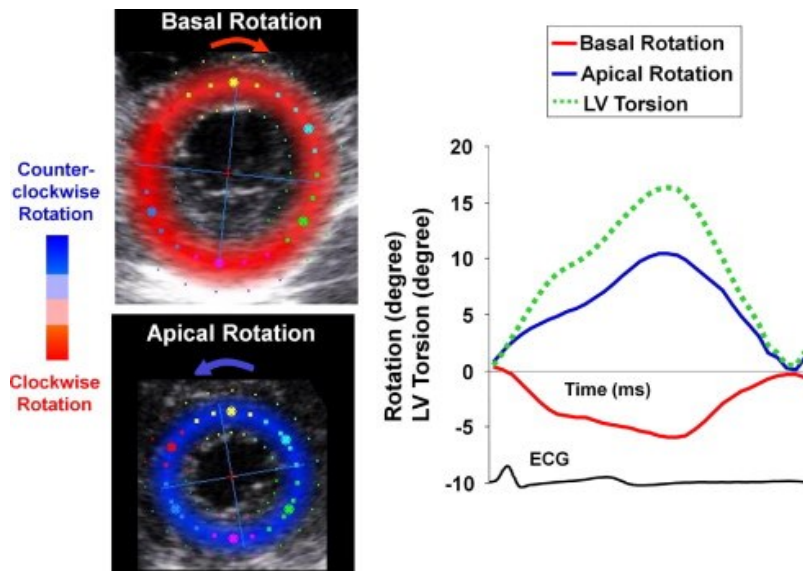 Basal Rotation
Counter-
clockwise
Rotation
Clockwise
Rotation
Apical Rotation
Basal Rotation
Apical Rotation
LV Torsion
Rotation (degree)
LV Torsion (degree)
20
15
10
5
0
-5
-10
Time (ms)
ECG